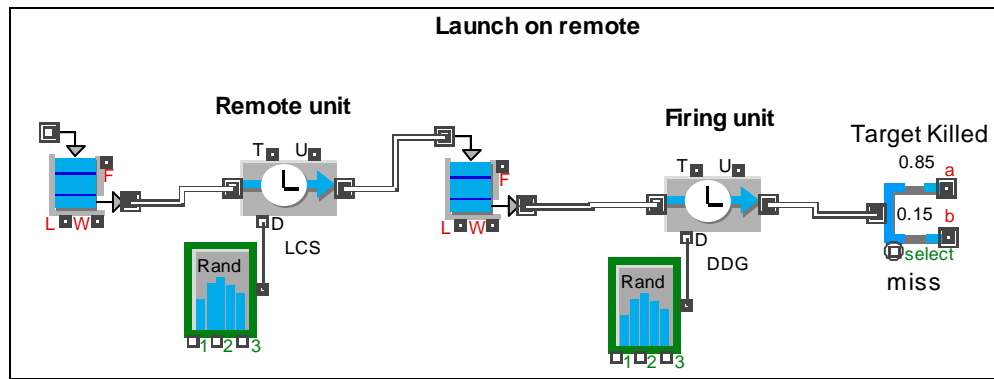 Launch on remote
Remote unit
Firing unit
Target Killed
T U
T U
F
F
0.85 a
0.15 b
L W
L W
D
D
LCS
DDG
select
miss
Rand
Rand
1 2 3
1 2 3